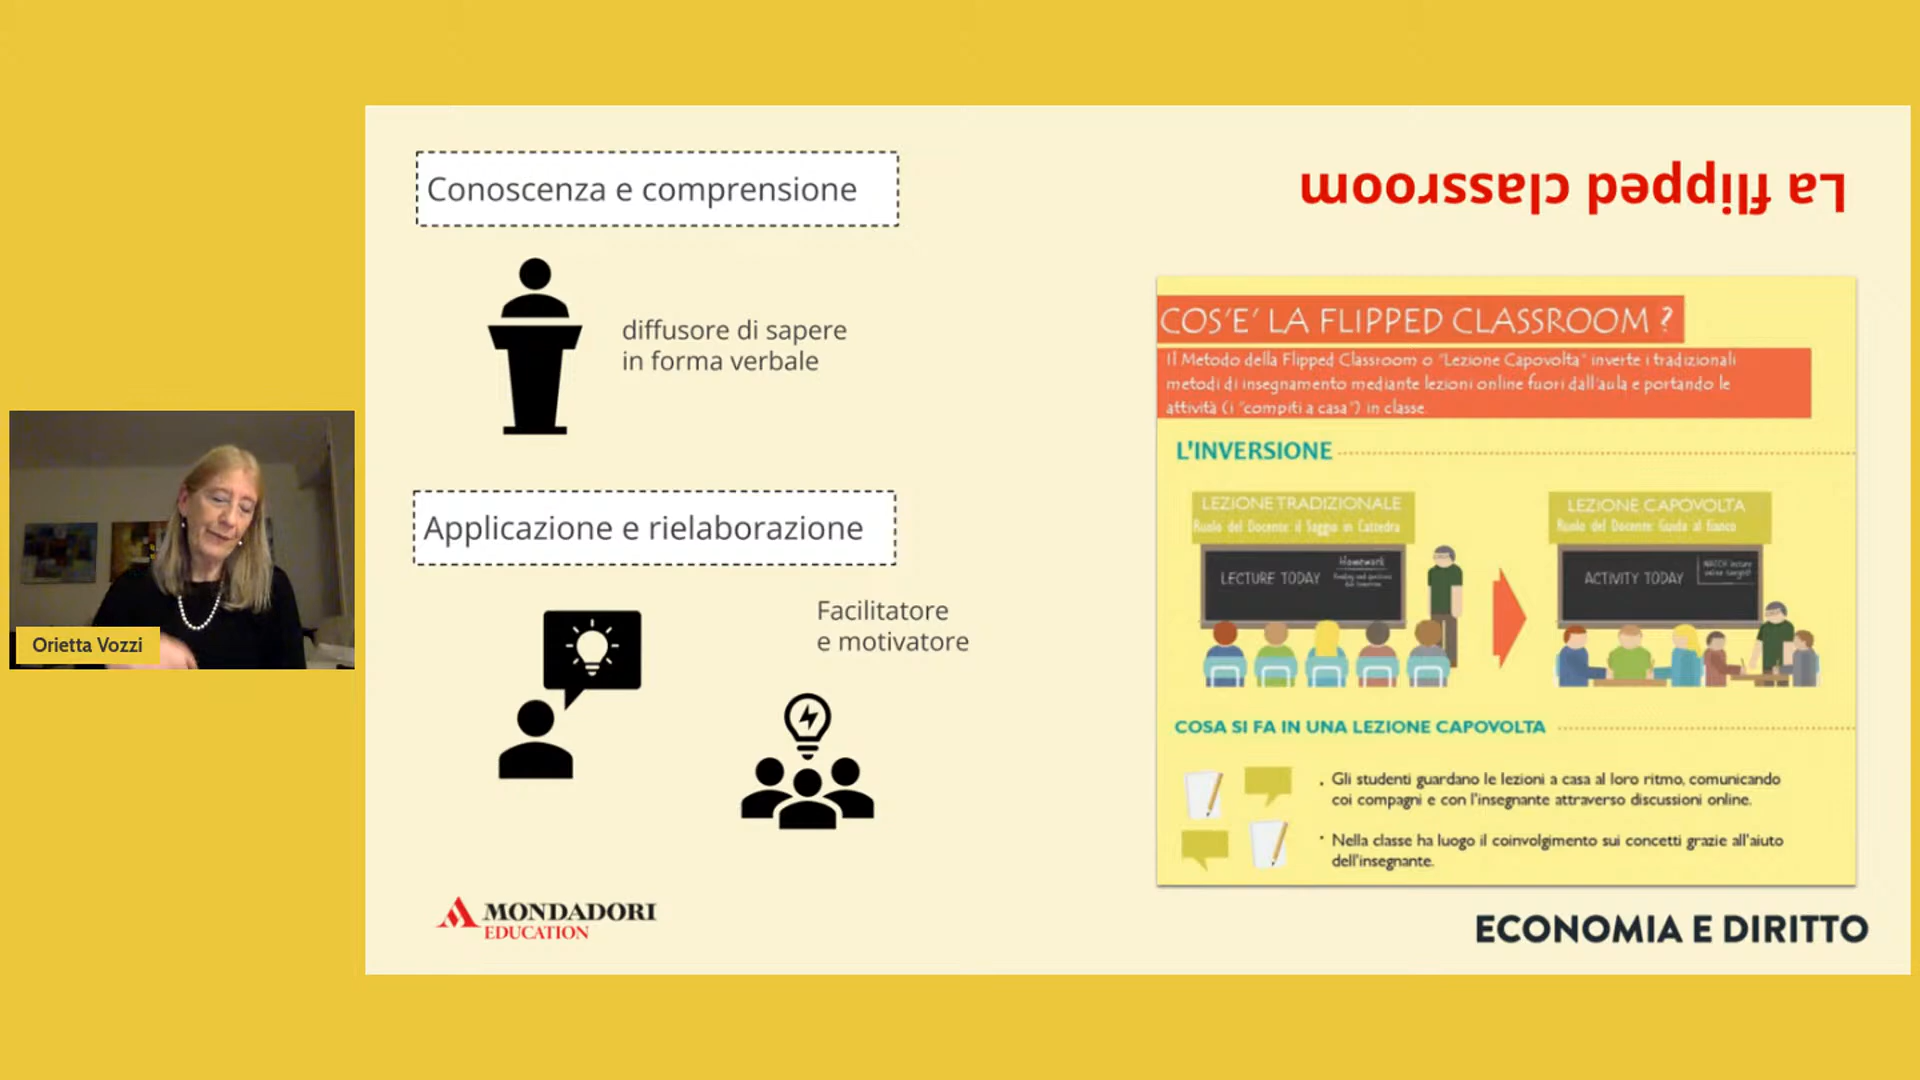 Conoscenza e comprensione
diffusore di sapere
in forma verbale
Applicazione e rielaborazione
Facilitatore
e motivatore
MONDADORI
EDUCATION
La flipped classroom
COS'E' LA FLIPPED CLASSROOM ?
Il Metodo della Flipped Classroom o "Lezione Capovolta" inverte i tradizionali
metodi di insegnamento mediante lezioni online fuori dall'aula e portando le
attività (i "compiti a casa") in classe.
L'INVERSIONE
LEZIONE TRADIZIONALE
Ruolo del Docente: il Saggio in Cattedra
LECTURE TODAY
Homework
LEZIONE CAPOVOLTA
Ruolo del Docente: Guida al fianco
ACTIVITY TODAY
COSA SI FA IN UNA LEZIONE CAPOVOLTA
. Gli studenti guardano le lezioni a casa al loro ritmo, comunicando
coi compagni e con l'insegnante attraverso discussioni online.
· Nella classe ha luogo il coinvolgimento sui concetti grazie all'aiuto
dell'insegnante.
ECONOMIA E DIRITTO
Orietta Vozzi